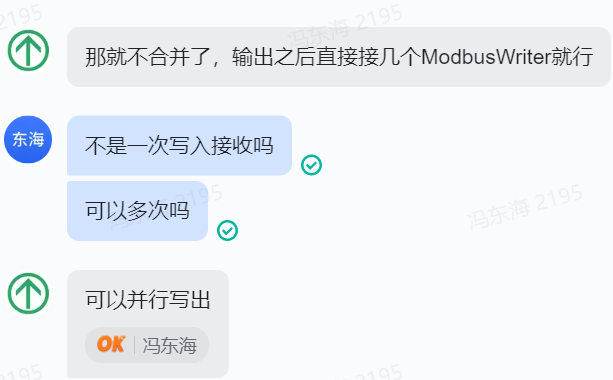 冯东海 2195
那就不合并了，输出之后直接接几个ModbusWriter就行
东海
不是一次写入接收吗
可以多次吗
冯东海 2195
冯东海 2195
可以并行写出
OK 冯东海